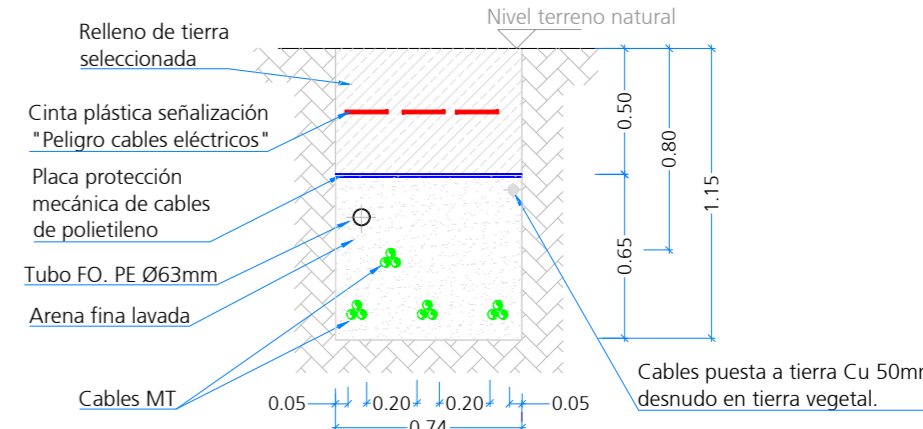 Nivel terreno natural
Relleno de tierra
seleccionada
Cinta plástica señalización
"Peligro cables eléctricos"
Placa protección
mecánica de cables
de polietileno
Tubo FO. PE Ø63mm
Arena fina lavada
Cables MT
0.50
0.80
1.15
0.65
Cables puesta a tierra Cu 50m
desnudo en tierra vegetal.
0.05
0.20
0.20
0.05
0.74